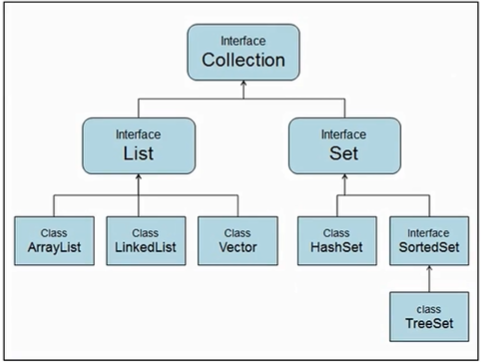 Interface
Collection
Interface
List
Interface
Set
Class
ArrayList
Class
LinkedList
Class
Vector
Class
HashSet
Interface
SortedSet
class
TreeSet